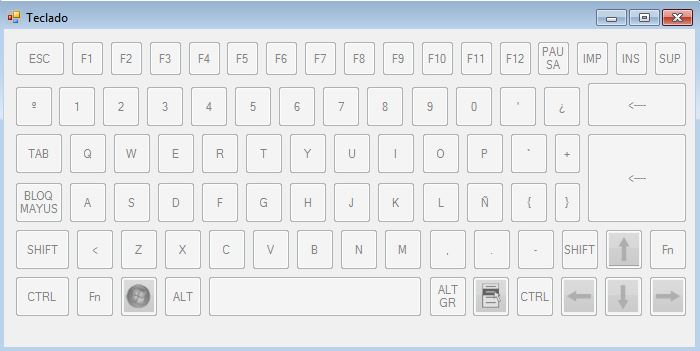 Teclado
ESC F1 F2 F3 F4 F5 F6 F7 F8 F9 F10 F11 F12 PAU SA IMP INS SUP
º 1 2 3 4 5 6 7 8 9 0 ' ¿ <----
TAB Q W E R T Y U I O P ` + <----
BLOQ MAYUS A S D F G H J K L Ñ { }
SHIFT < Z X C V B N M , . - SHIFT Fn
CTRL Fn ALT ALT GR CTRL